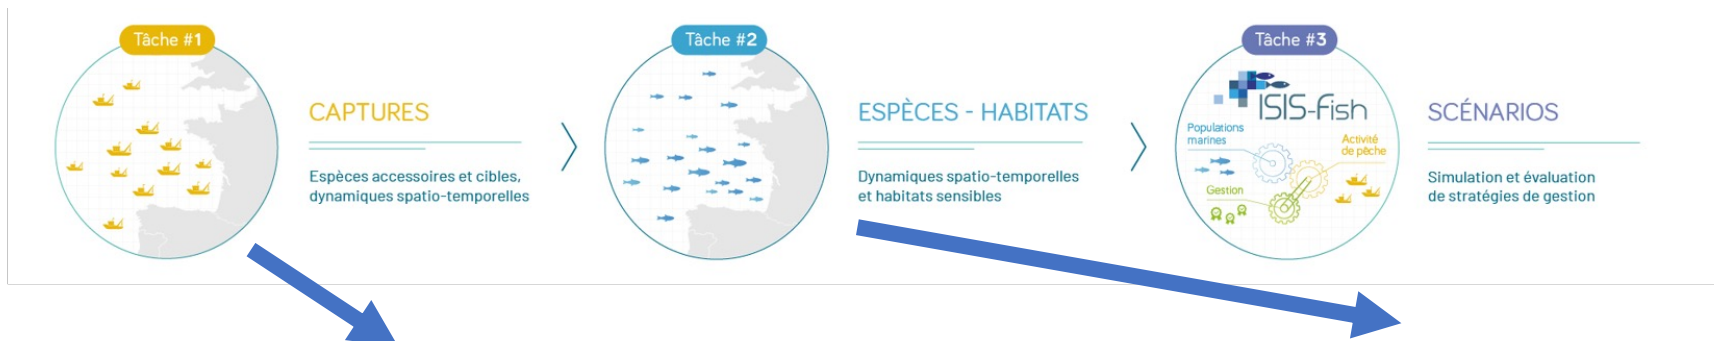 Tâche #1
CAPTURES
Espèces accessoires et cibles,
dynamiques spatio-temporelles
Tâche #2
ESPÈCES - HABITATS
Dynamiques spatio-temporelles
et habitats sensibles
Tâche #3
ISIS-Fish
Populations
marines
Activité
de pêche
Gestion
SCÉNARIOS
Simulation et évaluation
de stratégies de gestion